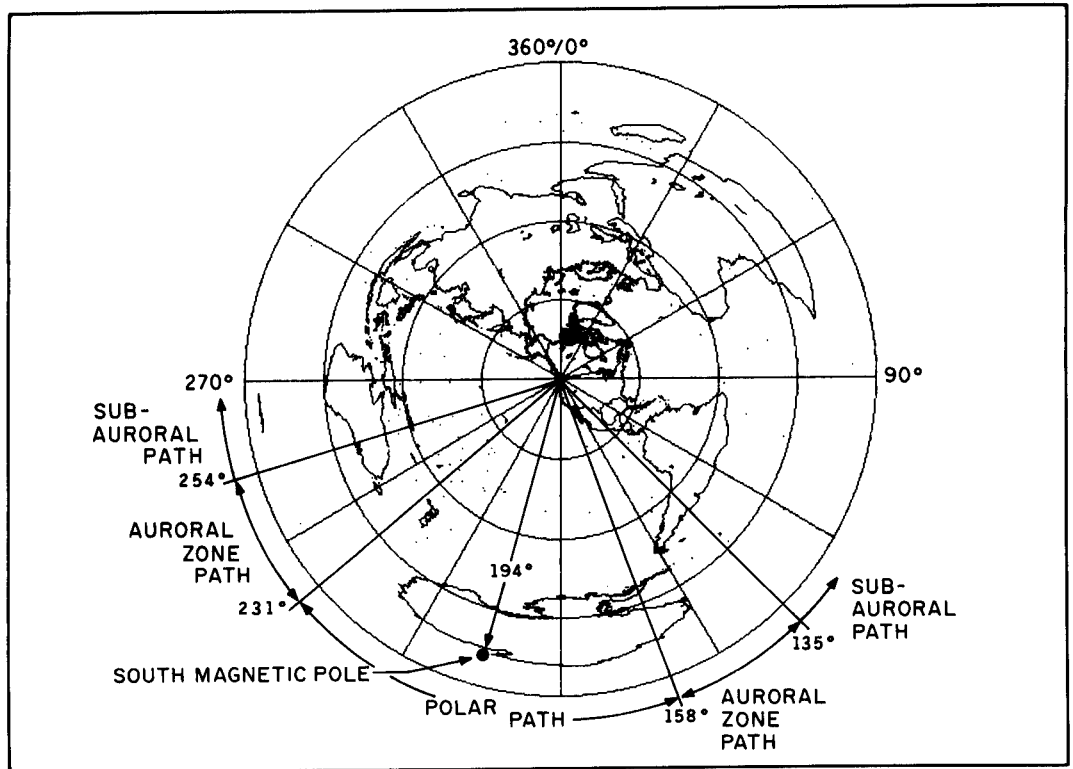 360°/0°
270°
90°
SUB-
AURORAL
PATH
254°
AURORAL
ZONE
PATH
231°
194°
SOUTH MAGNETIC POLE
POLAR
PATH
158°
AURORAL
ZONE
PATH
135°
SUB-
AURORAL
PATH